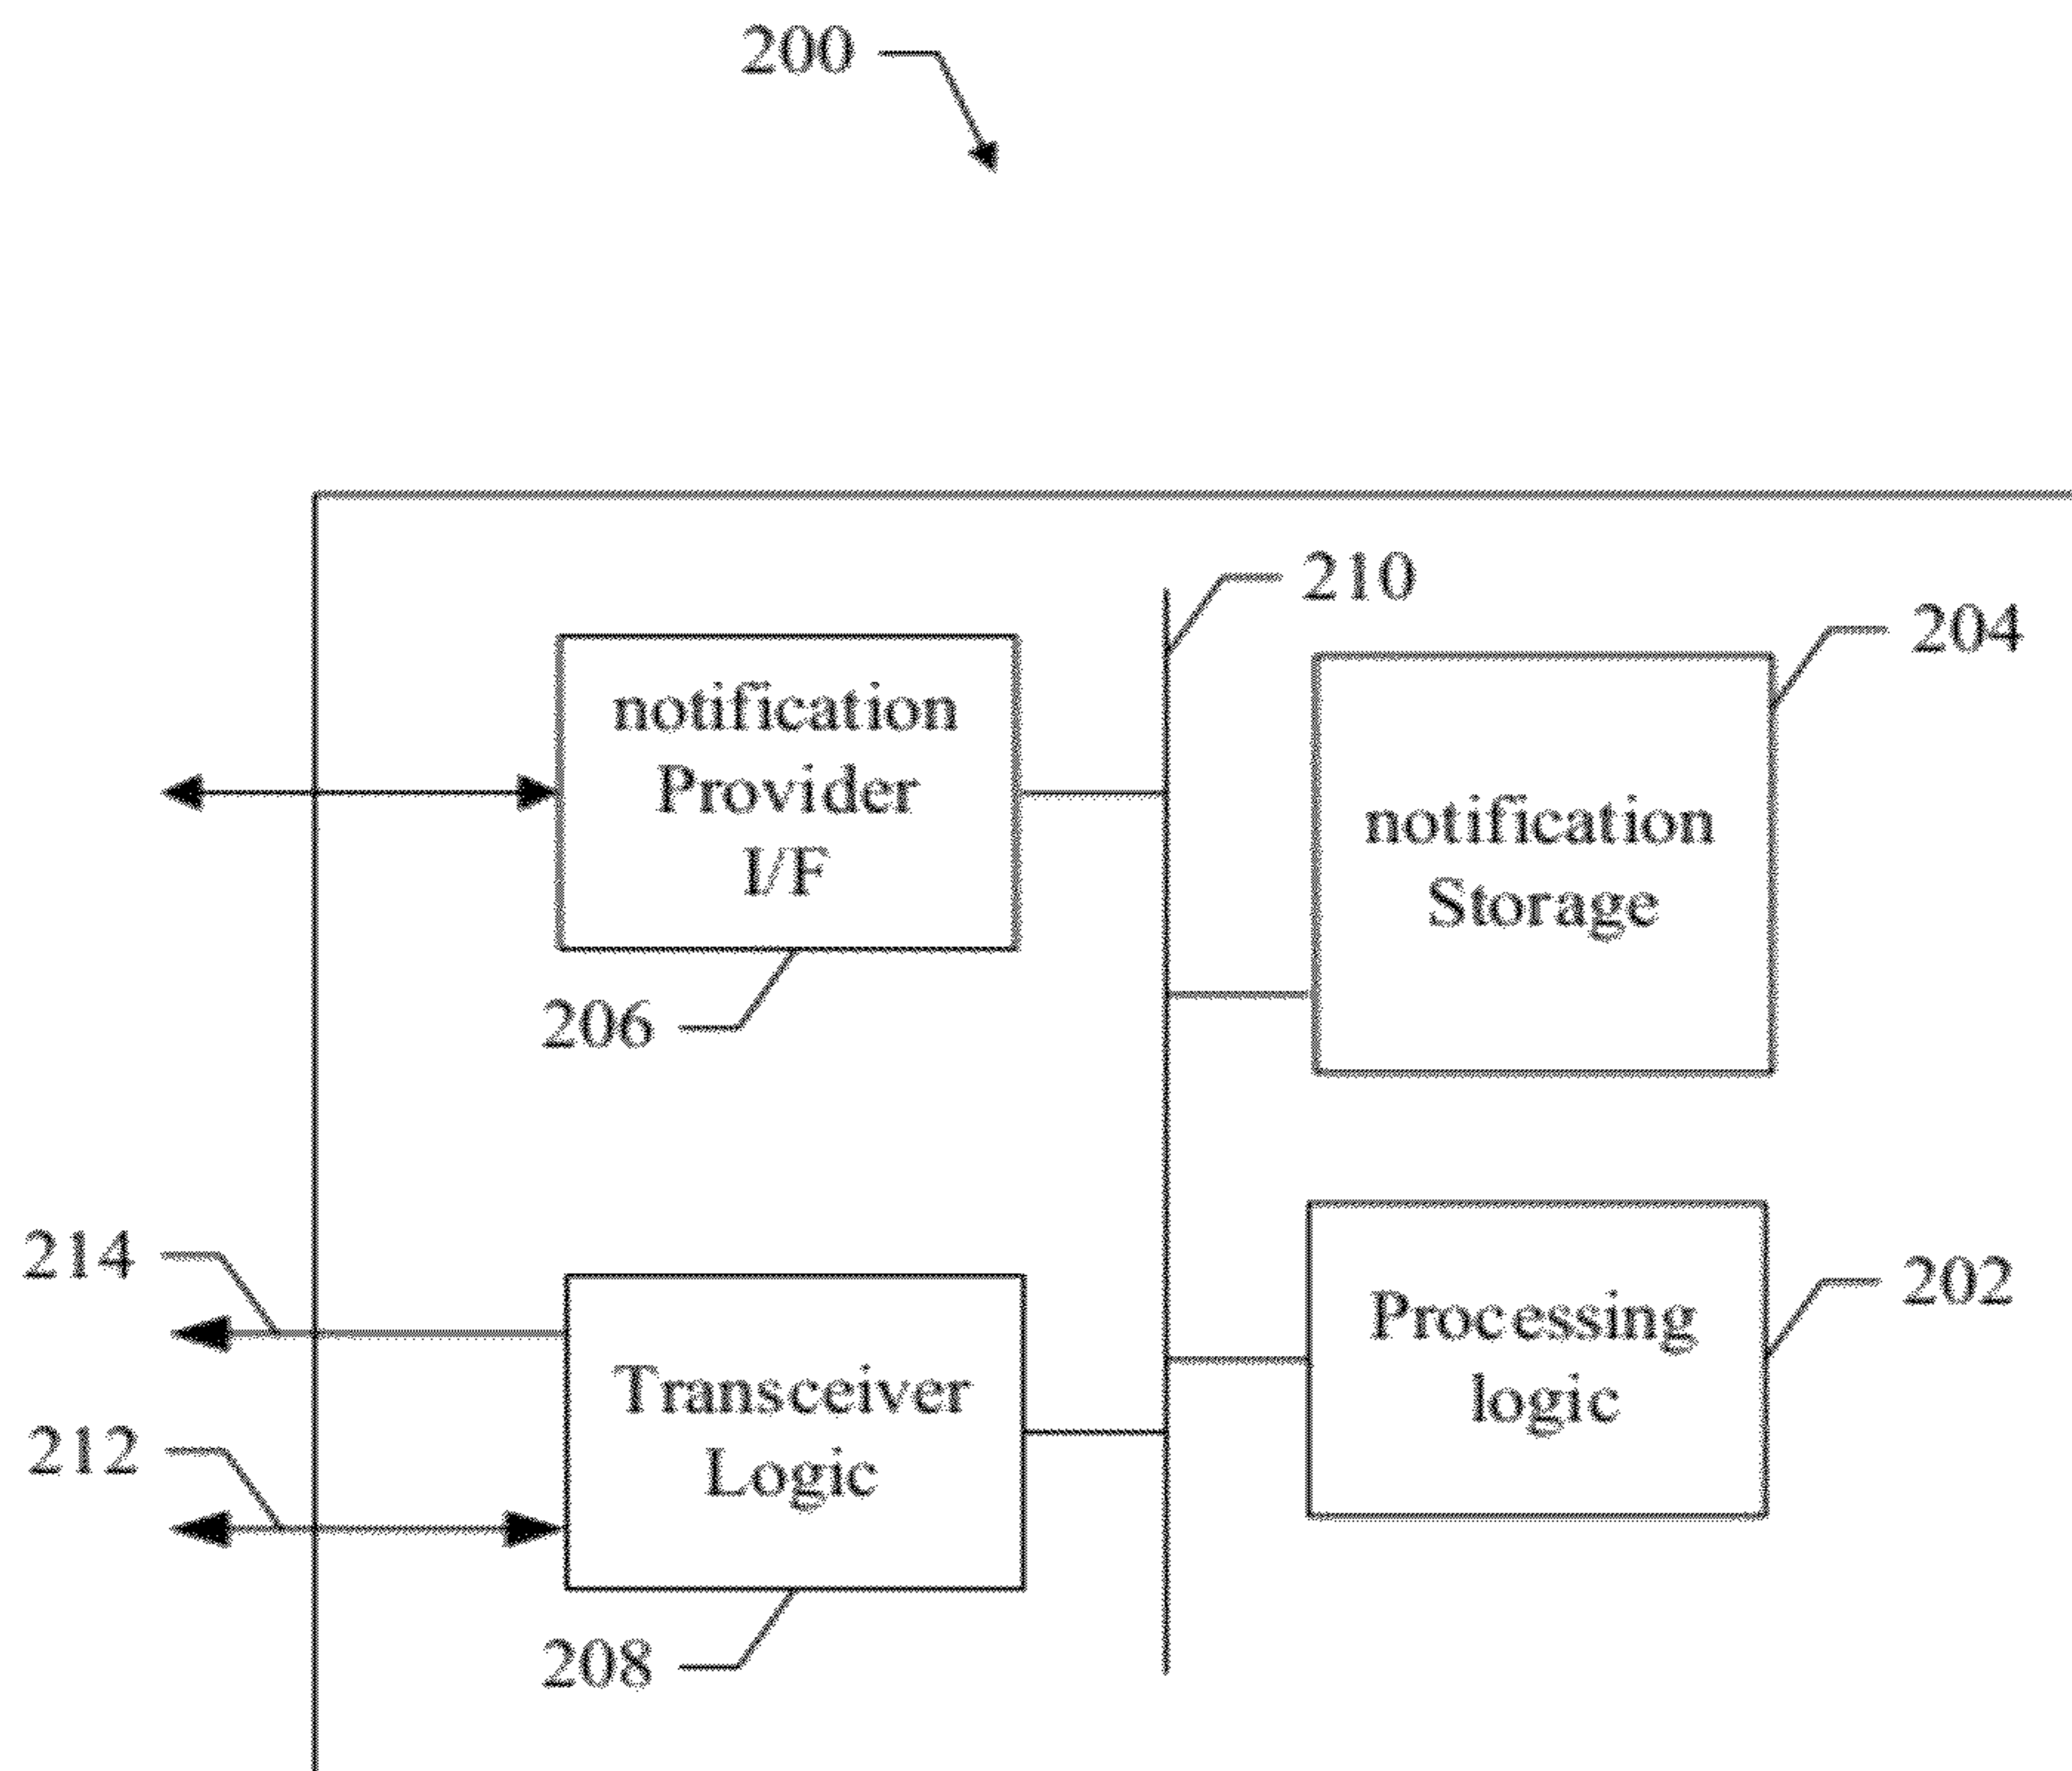 200
210
204
notification
Provider
I/F
notification
Storage
206
214
202
Processing
logic
Transceiver
Logic
212
208